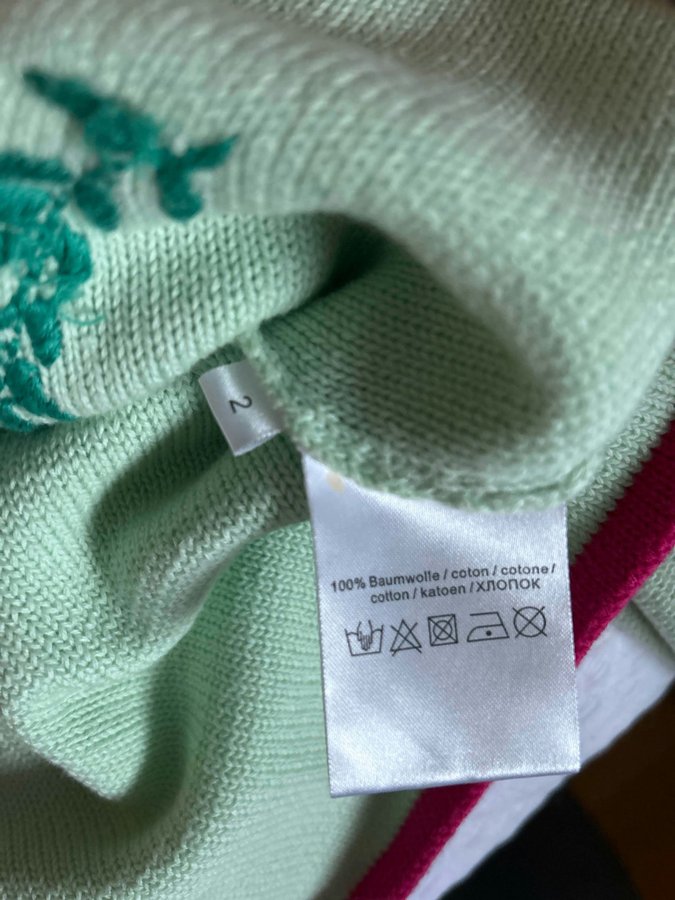 2
100% Baumwolle / coton / cotone /
cotton / katoen / ХЛОПОК